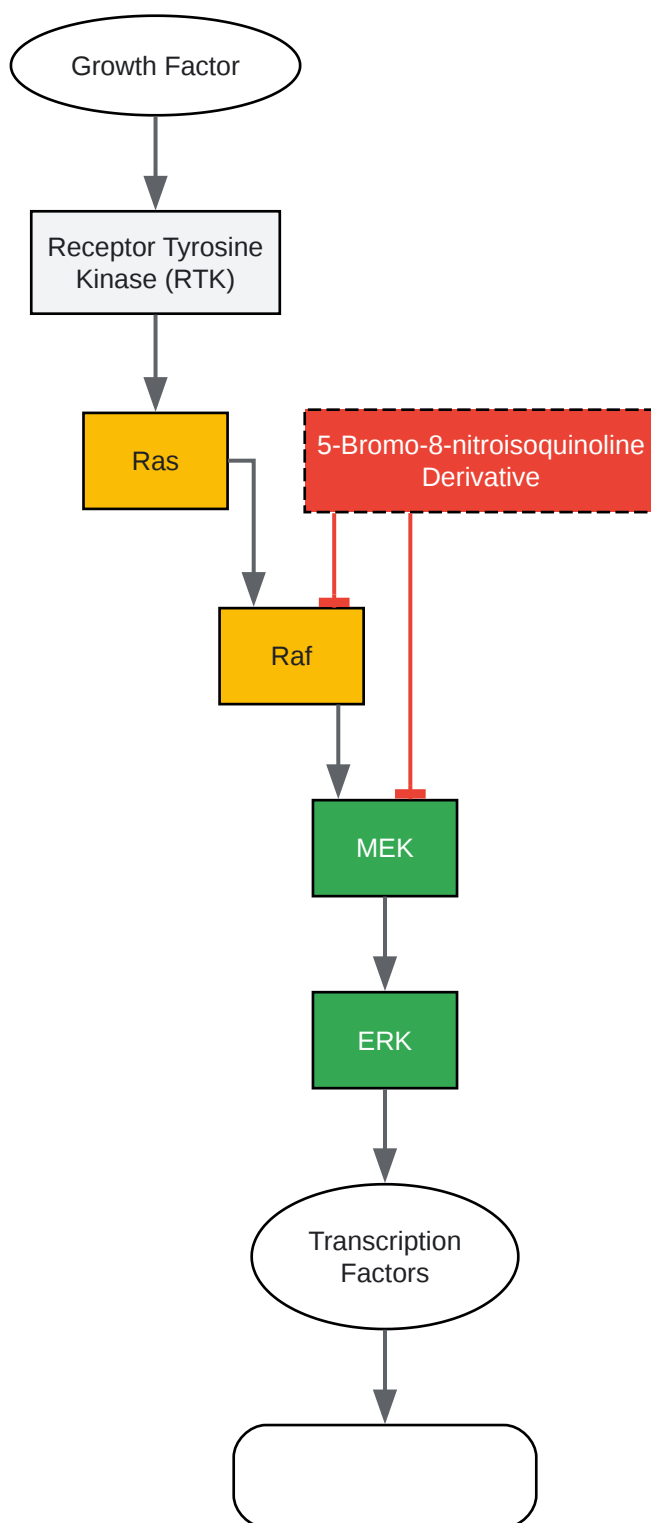 Growth Factor
Receptor Tyrosine
Kinase (RTK)
Ras
5-Bromo-8-nitroisoquinoline
Derivative
Raf
MEK
ERK
Transcription
Factors